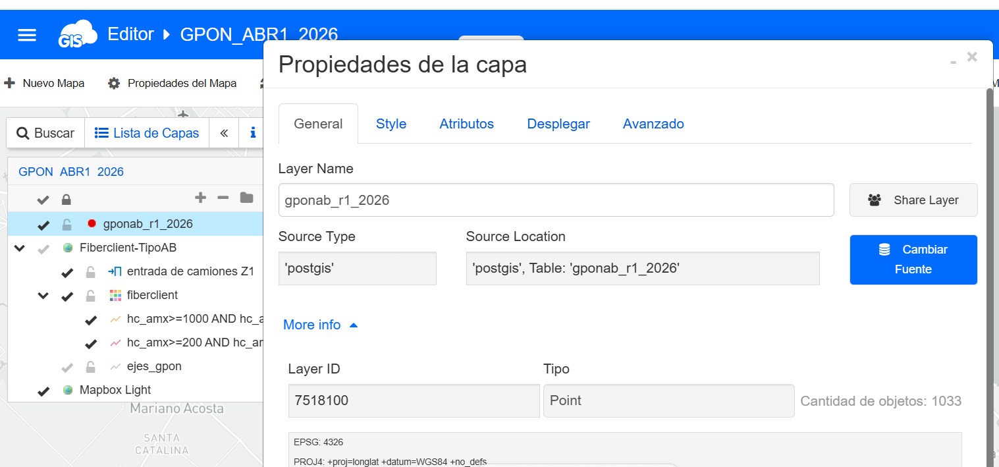 GIS Editor GPON_ABR1_2026
Nuevo Mapa Propiedades del Mapa
Propiedades de la capa
General Style Atributos Desplegar Avanzado
Buscar Lista de Capas
Layer Name
gponab_r1_2026
Share Layer
Source Type Source Location
'postgis' 'postgis', Table: 'gponab_r1_2026'
Cambiar
Fuente
More info
Layer ID Tipo
7518100 Point Cantidad de objetos: 1033
EPSG: 4326
PROJ4: +proj=longlat +datum=WGS84 +no_defs
GPON_ABR1_2026
gponab_r1_2026
Fiberclient-TipoAB
entrada de camiones Z1
fiberclient
hc_amx>=1000 AND hc_a
hc_amx>=200 AND hc_am
ejes_gpon
Mapbox Light
Mariano Acosta
SANTA
CATALINA